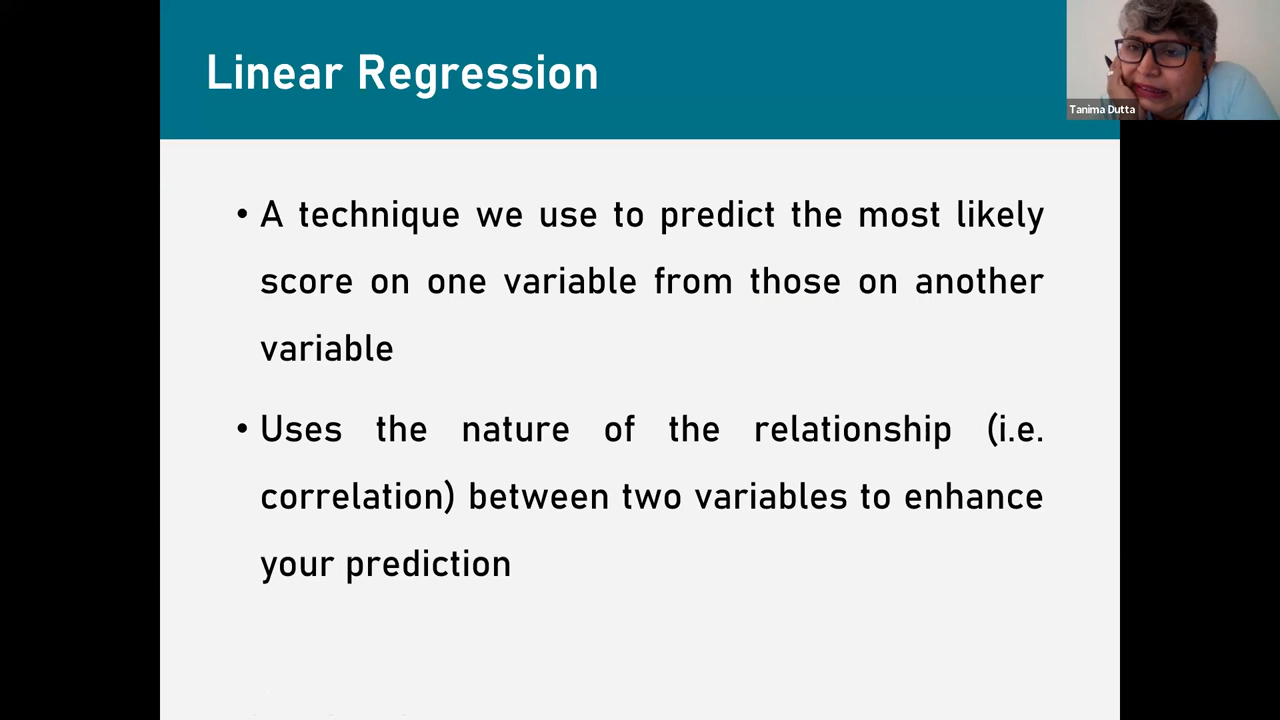 Linear Regression
Tanima Dutta
• A technique we use to predict the most likely
score on one variable from those on another
variable
• Uses the nature of the relationship (i.e.
correlation) between two variables to enhance
your prediction